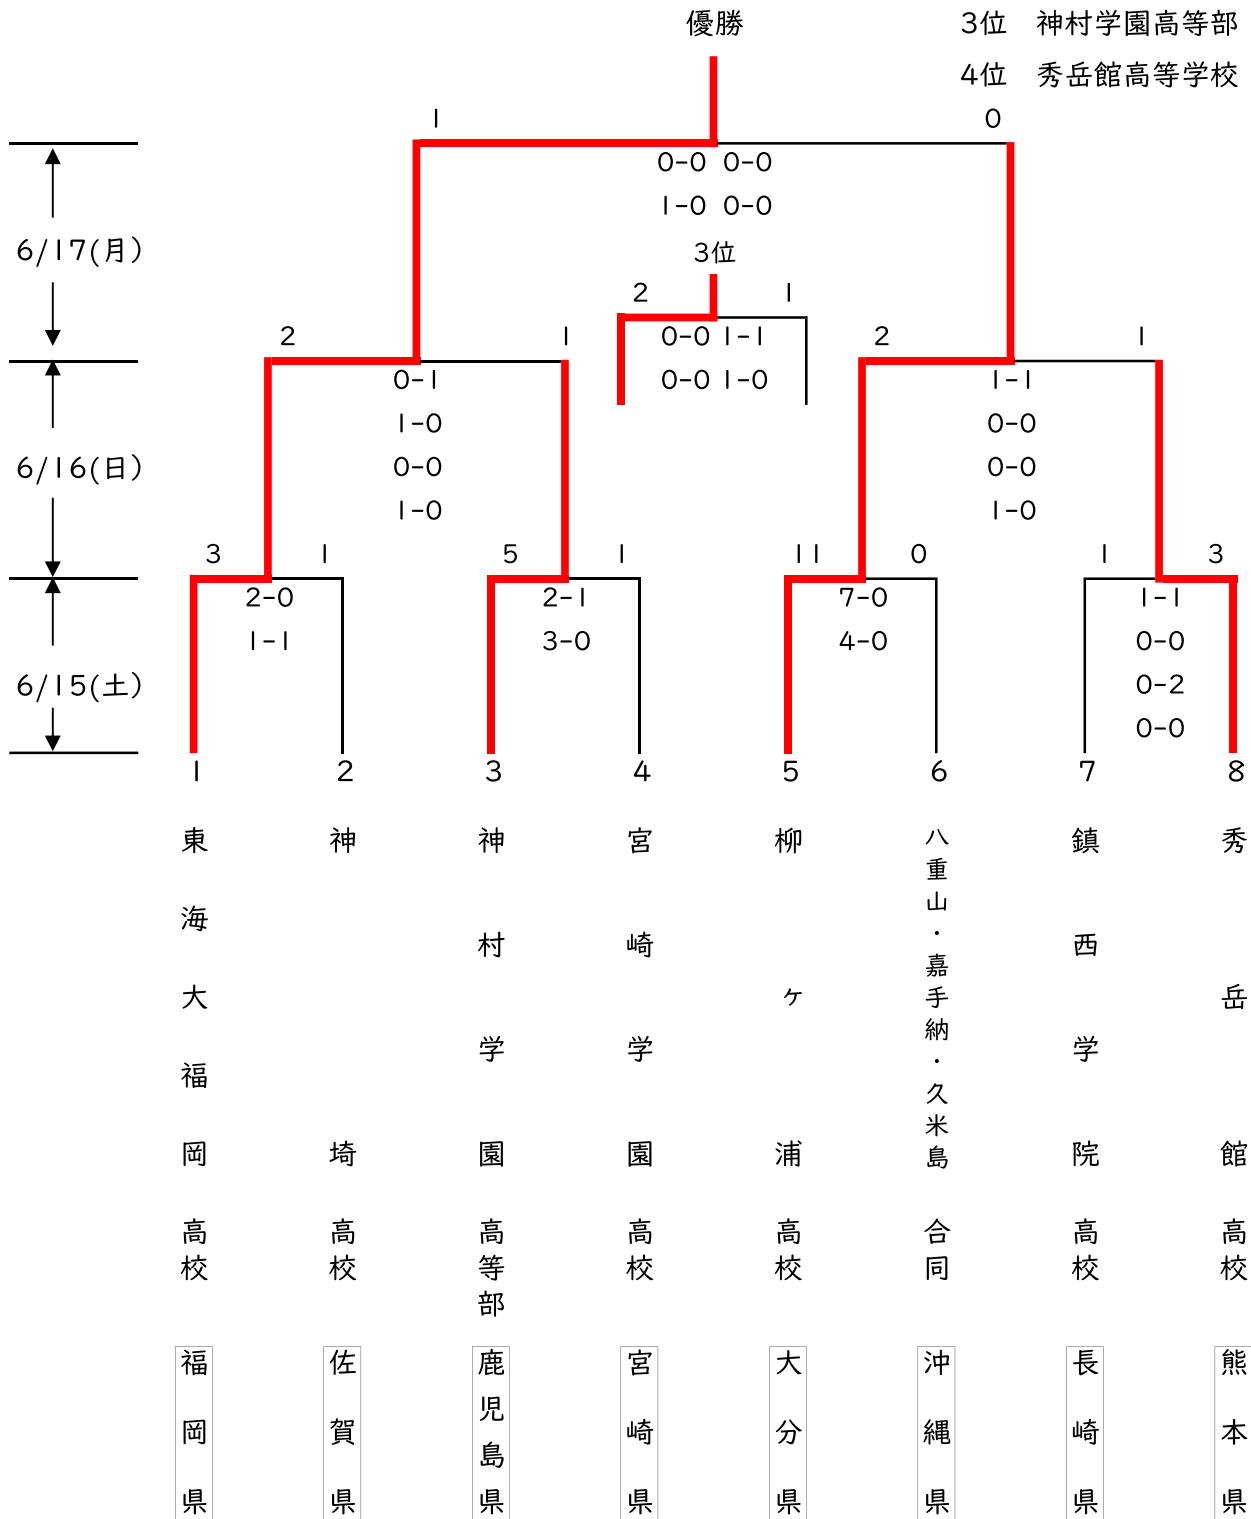 優勝
3位　神村学園高等部
4位　秀岳館高等学校
1
0
0-0 0-0
1-0 0-0
6/17(月)
3位
2
1
0-0 1-1
0-0 1-0
2
1
2
1
0-1
1-0
0-0
1-0
1-1
0-0
0-0
1-0
6/16(日)
3
1
5
1
11
0
1
3
2-0
1-1
2-1
3-0
7-0
4-0
1-1
0-0
0-2
0-0
6/15(土)
1
2
3
4
5
6
7
8
東海大福岡高校
神埼高校
神村学園高等部
宮崎学園高校
柳ヶ浦高校
八重山・嘉手納・久米島合同
鎮西学院高校
秀岳館高校
福岡県
佐賀県
鹿児島県
宮崎県
大分県
沖縄県
長崎県
熊本県